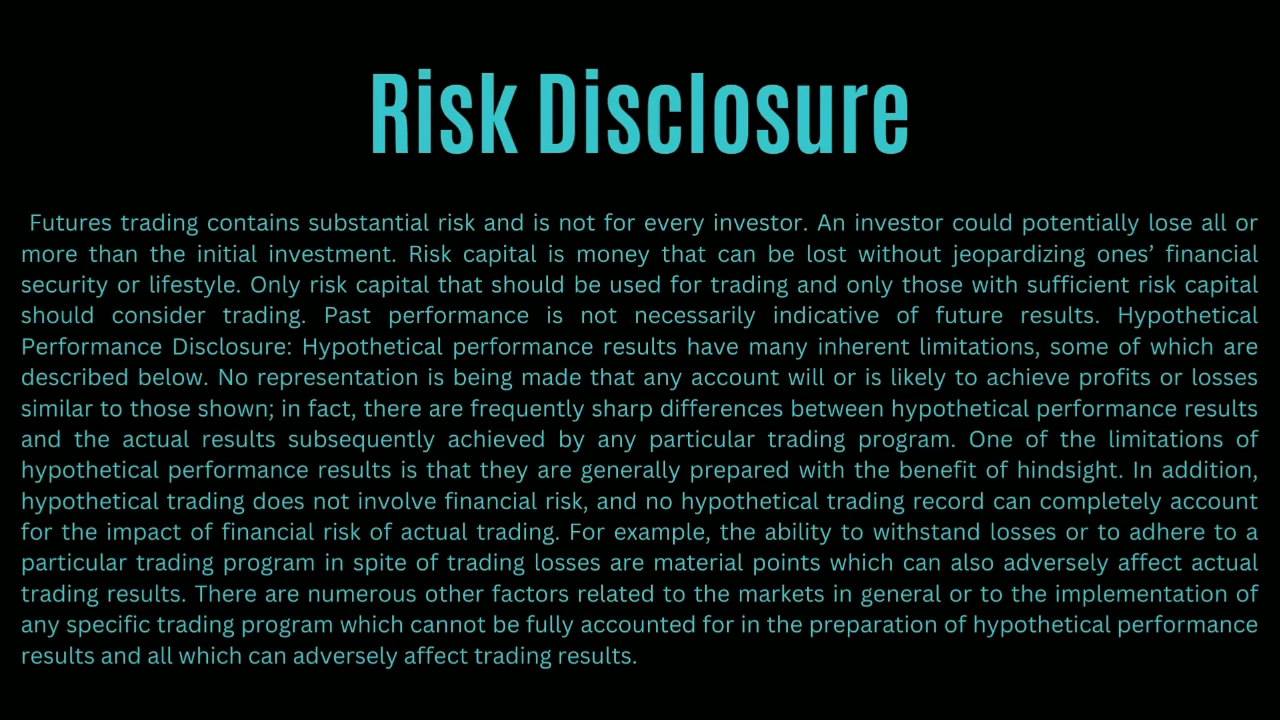 Risk Disclosure
Futures trading contains substantial risk and is not for every investor. An investor could potentially lose all or
more than the initial investment. Risk capital is money that can be lost without jeopardizing ones’ financial
security or lifestyle. Only risk capital that should be used for trading and only those with sufficient risk capital
should consider trading. Past performance is not necessarily indicative of future results. Hypothetical
Performance Disclosure: Hypothetical performance results have many inherent limitations, some of which are
described below. No representation is being made that any account will or is likely to achieve profits or losses
similar to those shown; in fact, there are frequently sharp differences between hypothetical performance results
and the actual results subsequently achieved by any particular trading program. One of the limitations of
hypothetical performance results is that they are generally prepared with the benefit of hindsight. In addition,
hypothetical trading does not involve financial risk, and no hypothetical trading record can completely account
for the impact of financial risk of actual trading. For example, the ability to withstand losses or to adhere to a
particular trading program in spite of trading losses are material points which can also adversely affect actual
trading results. There are numerous other factors related to the markets in general or to the implementation of
any specific trading program which cannot be fully accounted for in the preparation of hypothetical performance
results and all which can adversely affect trading results.